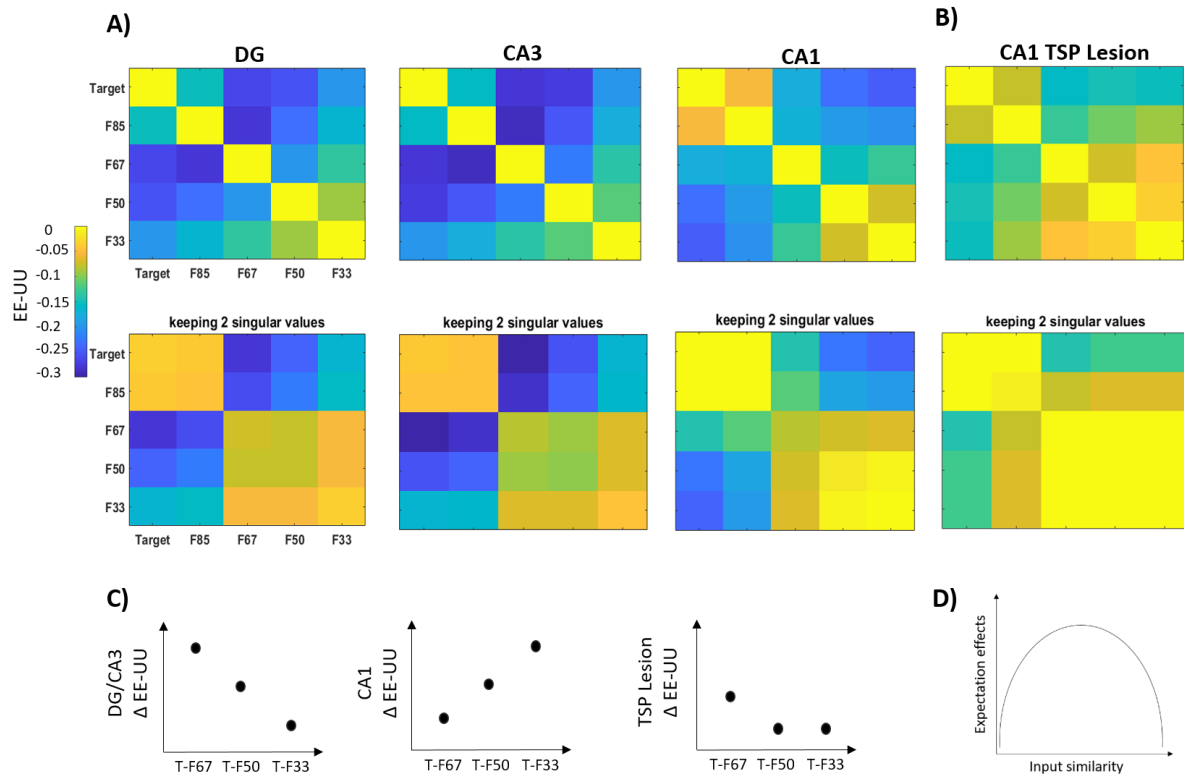 A)
B)
DG
CA3
CA1
CA1 TSP Lesion
Target
F85
F67
F50
F33
Target F85 F67 F50 F33
EE-UU
0
-0.05
-0.1
-0.15
-0.2
-0.25
-0.3
keeping 2 singular values
keeping 2 singular values
keeping 2 singular values
keeping 2 singular values
Target
F85
F67
F50
F33
Target F85 F67 F50 F33
C)
D)
DG/CA3
Δ EE-UU
T-F67 T-F50 T-F33
CA1
Δ EE-UU
T-F67 T-F50 T-F33
TSP Lesion
Δ EE-UU
T-F67 T-F50 T-F33
Expectation effects
Input similarity